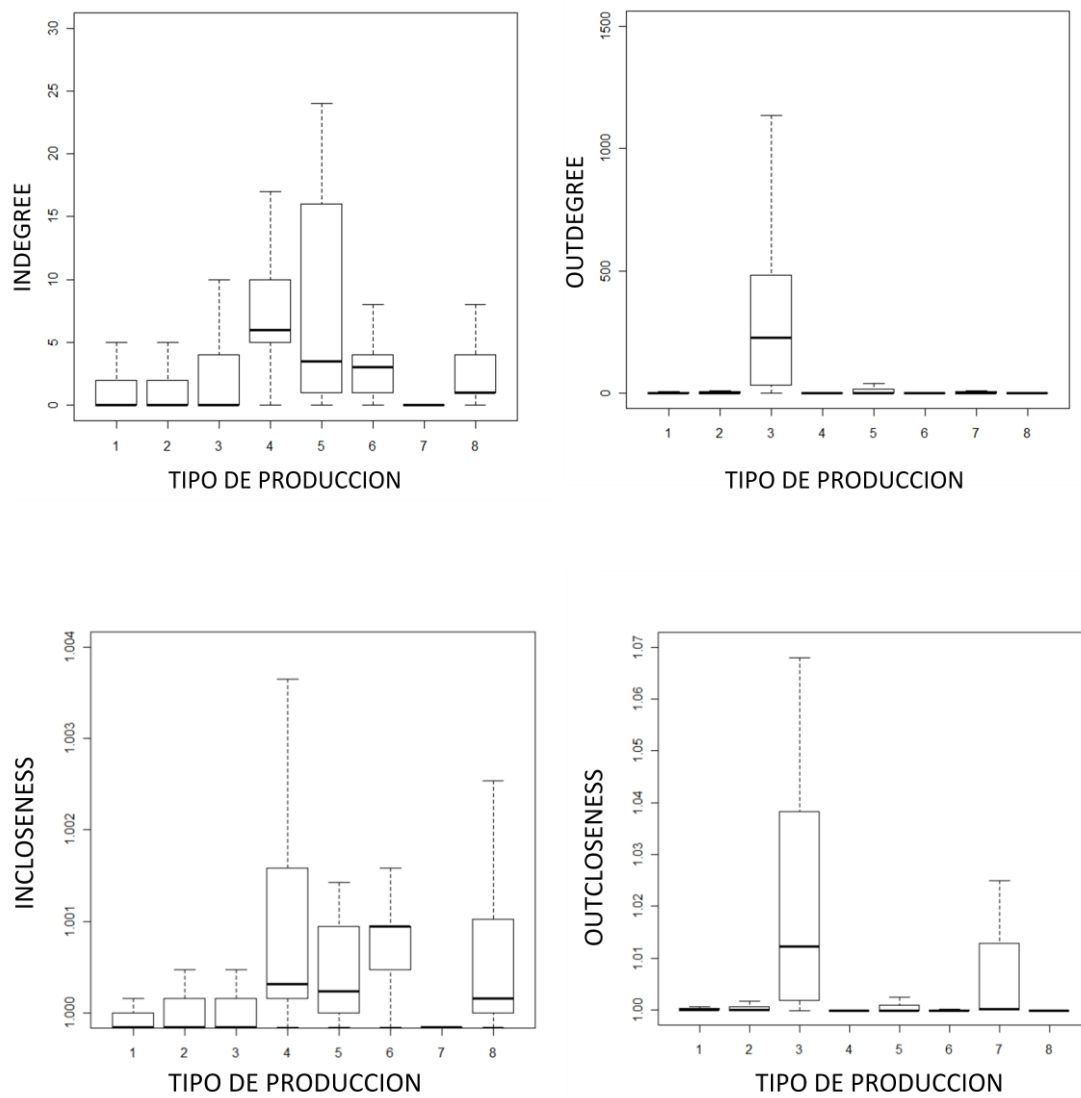 30
25
20
15
10
5
0
INDEGREE
1 2 3 4 5 6 7 8
TIPO DE PRODUCCION
1500
1000
500
0
OUTDEGREE
1 2 3 4 5 6 7 8
TIPO DE PRODUCCION
1.004
1.003
1.002
1.001
1.000
INCLOSENESS
1 2 3 4 5 6 7 8
TIPO DE PRODUCCION
1.07
1.06
1.05
1.04
1.03
1.02
1.01
1.00
OUTCLOSENESS
1 2 3 4 5 6 7 8
TIPO DE PRODUCCION